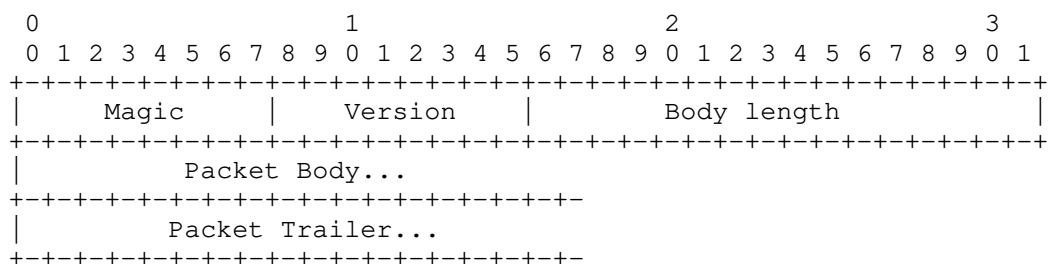 0                   1                   2                   3
 0 1 2 3 4 5 6 7 8 9 0 1 2 3 4 5 6 7 8 9 0 1 2 3 4 5 6 7 8 9 0 1
+-+-+-+-+-+-+-+-+-+-+-+-+-+-+-+-+-+-+-+-+-+-+-+-+-+-+-+-+-+-+-+-+
|     Magic     |    Version    |        Body length            |
+-+-+-+-+-+-+-+-+-+-+-+-+-+-+-+-+-+-+-+-+-+-+-+-+-+-+-+-+-+-+-+-+
|          Packet Body...
+-+-+-+-+-+-+-+-+-+-+-+-+-+-+-+-+-+-
|         Packet Trailer...
+-+-+-+-+-+-+-+-+-+-+-+-+-+-+-+-+-+-